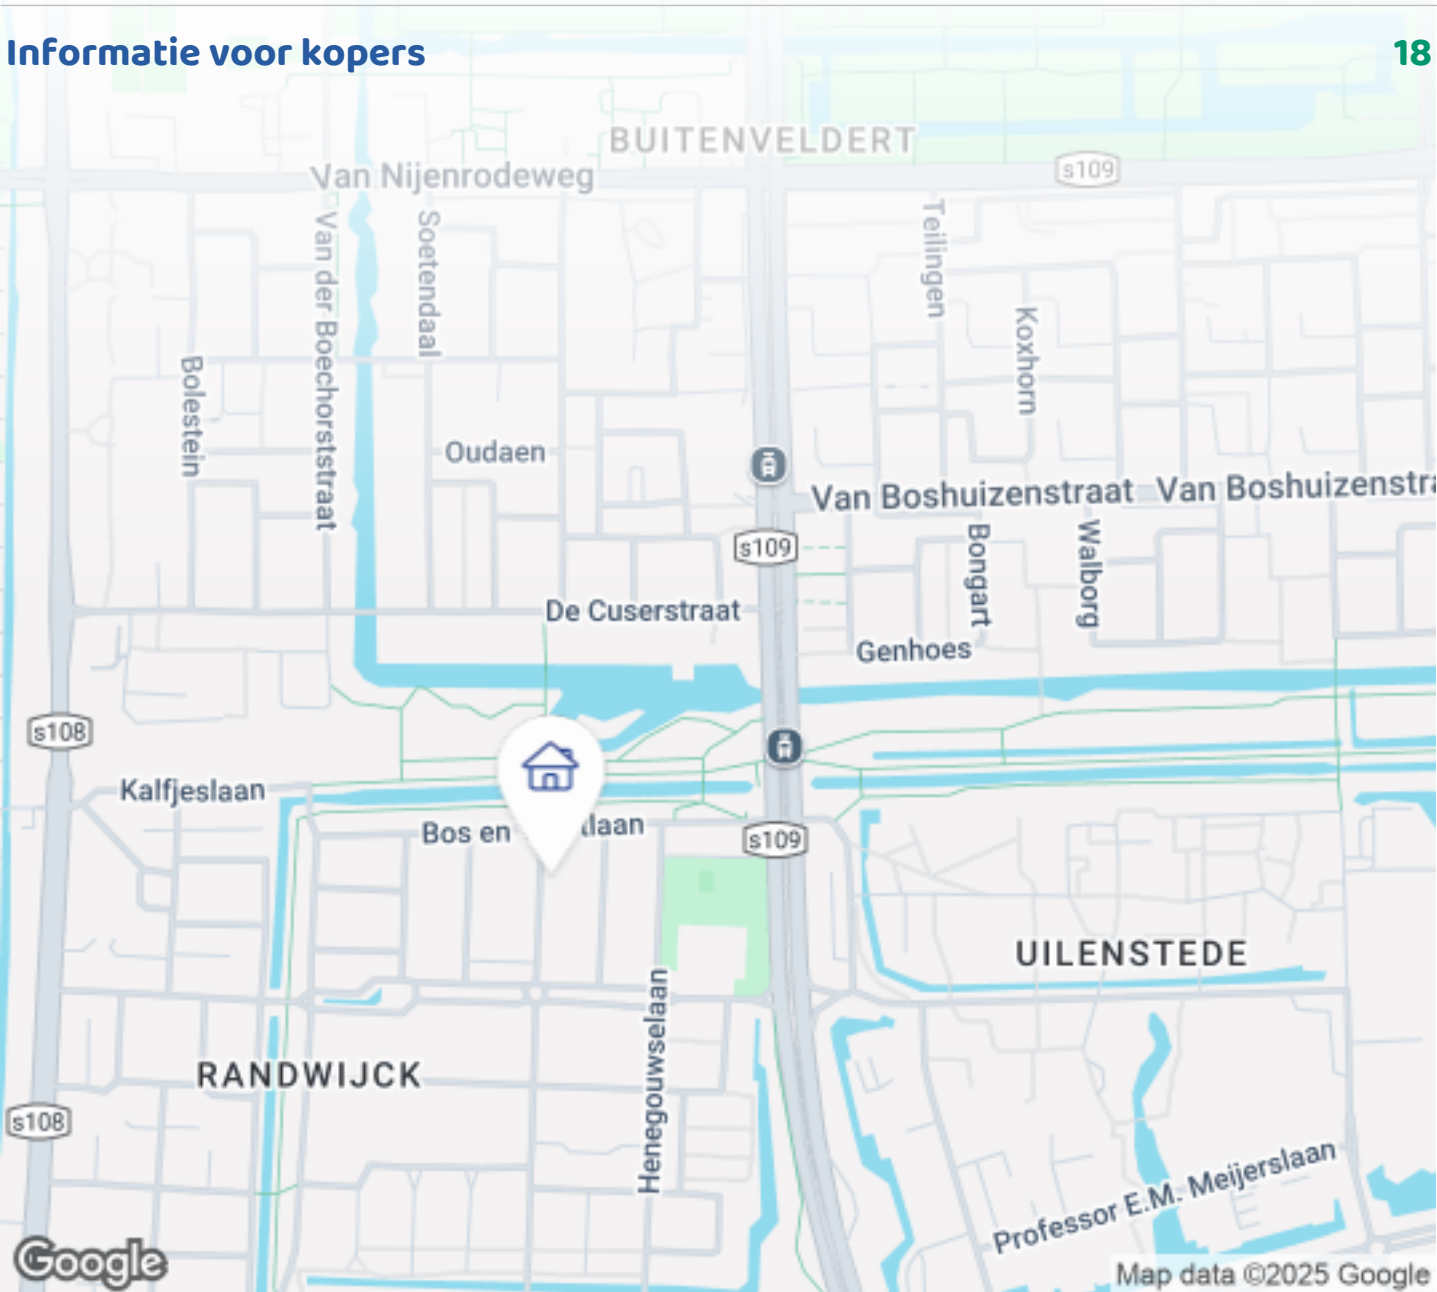 Informatie voor kopers
18
BUITENVELDERT
s109
Van Nijenrodeweg
Teilingen
Soetendaal
Van der Boechorststraat
Koxhorn
Bolestein
Oudaen
Van Boshuizenstraat
Van Boshuizenstra
s109
Bongart
Walborg
De Cuserstraat
Genhoes
s108
Kalfjeslaan
Bos en
tlaan
s109
UILENSTEDE
Henegouwselaan
RANDWIJCK
s108
Professor E.M. Meijerslaan
Google
Map data ©2025 Google